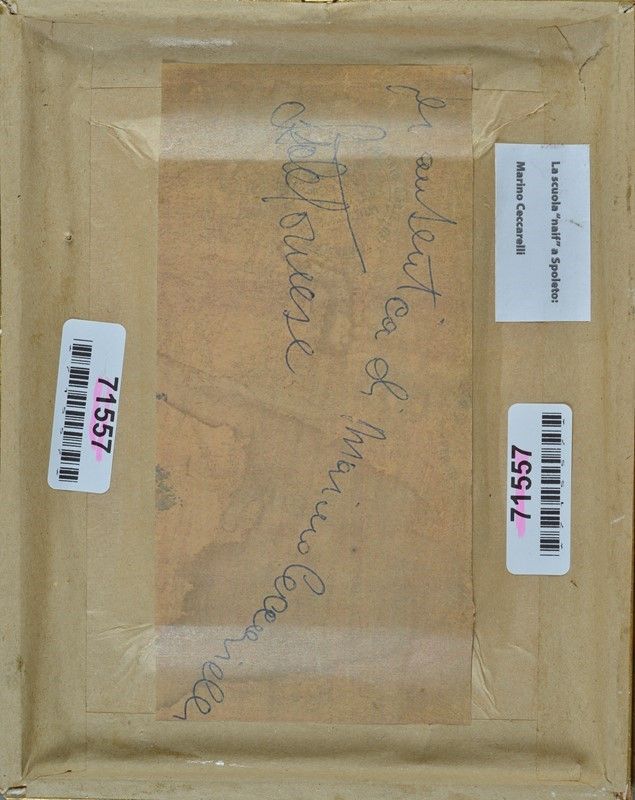 La scuola "naif" a Spoleto:
Marino Ceccarelli
autentica di Marino Ceccarelli
71557
71557